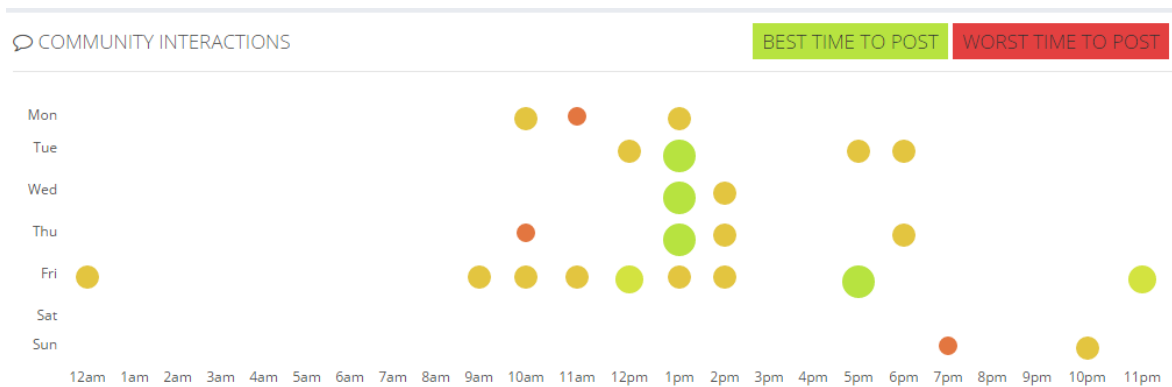 COMMUNITY INTERACTIONS BEST TIME TO POST WORST TIME TO POST
Mon
Tue
Wed
Thu
Fri
Sat
Sun
12am 1am 2am 3am 4am 5am 6am 7am 8am 9am 10am 11am 12pm 1pm 2pm 3pm 4pm 5pm 6pm 7pm 8pm 9pm 10pm 11pm